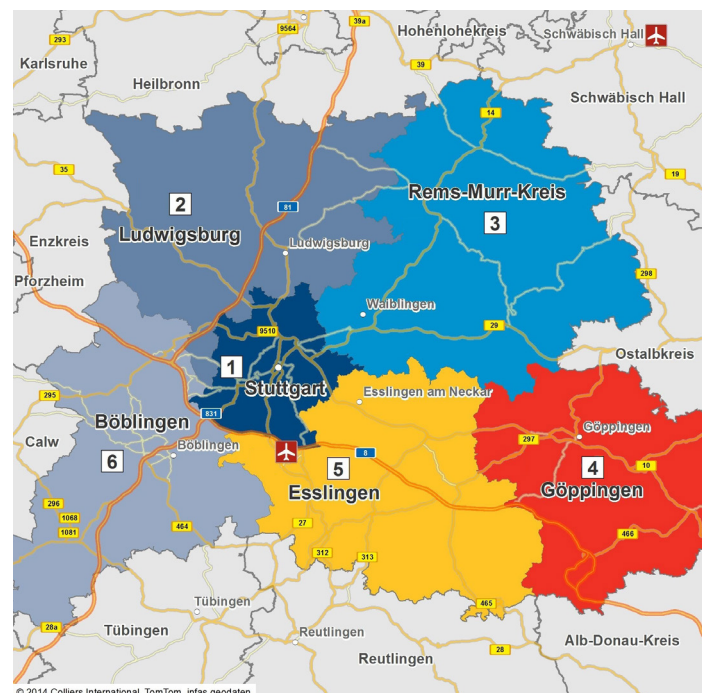 9564
39a
293
Karlsruhe
Hohenlohekreis
Schwäbisch Hall
39
Heilbronn
Schwäbisch Hall
14
35
19
Rems-Murr-Kreis
2
3
81
Ludwigsburg
Ludwigsburg
Enzkreis
298
Pforzheim
Waiblingen
9510
29
Ostalbkreis
1
Stuttgart
295
Esslingen am Neckar
831
Böblingen
Göppingen
297
Calw
Böblingen
8
6
5
4
10
Esslingen
Göppingen
296
1068
1081
464
27
466
312
313
465
Tübingen
28a
Tübingen
Reutlingen
28
Alb-Donau-Kreis
Reutlingen
© 2014 Colliers International, TomTom, infas geodaten